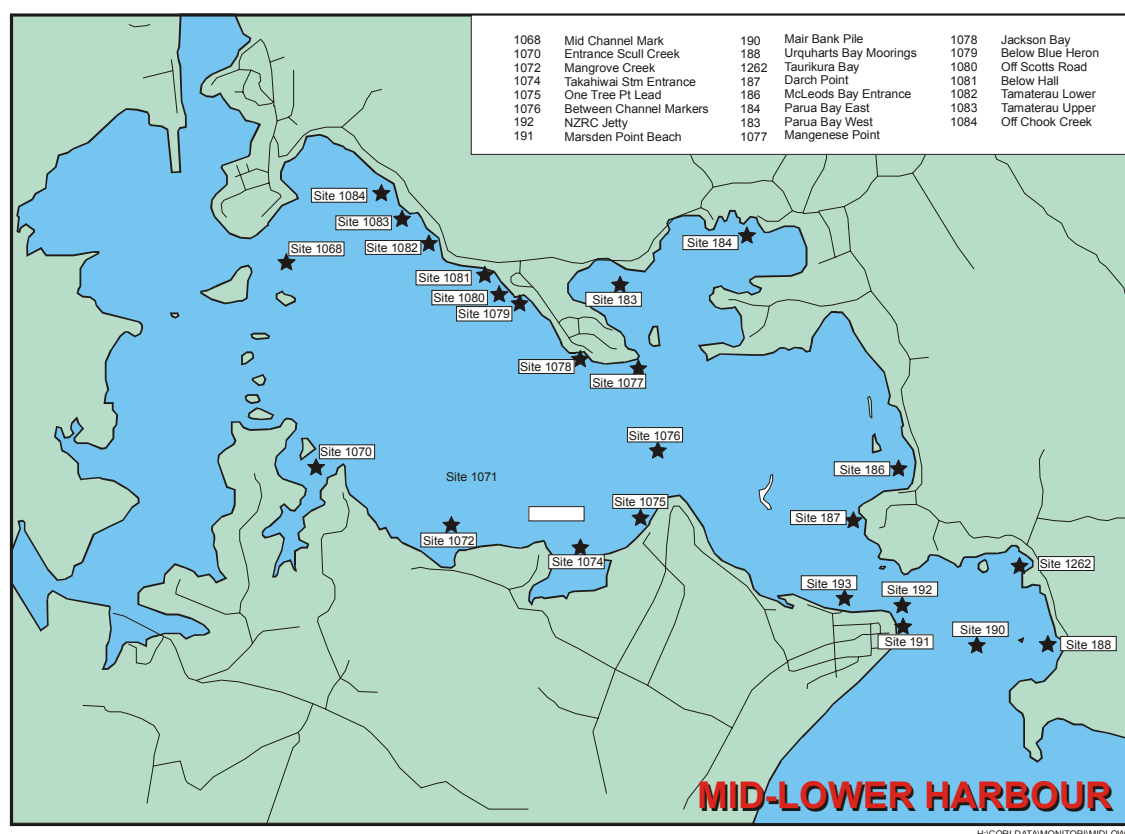 1068 Mid Channel Mark
1070 Entrance Scull Creek
1072 Mangrove Creek
1074 Takahiwai Stm Entrance
1075 One Tree Pt Lead
1076 Between Channel Markers
192 NZRC Jetty
191 Marsden Point Beach
190 Mair Bank Pile
188 Urquharts Bay Moorings
1262 Taurikura Bay
187 Darch Point
186 McLeods Bay Entrance
184 Parua Bay East
183 Parua Bay West
1077 Mangenese Point
1078 Jackson Bay
1079 Below Blue Heron
1080 Off Scotts Road
1081 Below Hall
1082 Tamaterau Lower
1083 Tamaterau Upper
1084 Off Chook Creek
Site 1084
Site 1083
Site 1082
Site 1068
Site 184
Site 1081
Site 1080
Site 1079
Site 183
Site 1078
Site 1077
Site 1076
Site 1070
Site 1071
Site 186
Site 1075
Site 187
Site 1072
Site 1074
Site 1262
Site 193
Site 192
Site 190
Site 191
Site 188
MID-LOWER HARBOUR